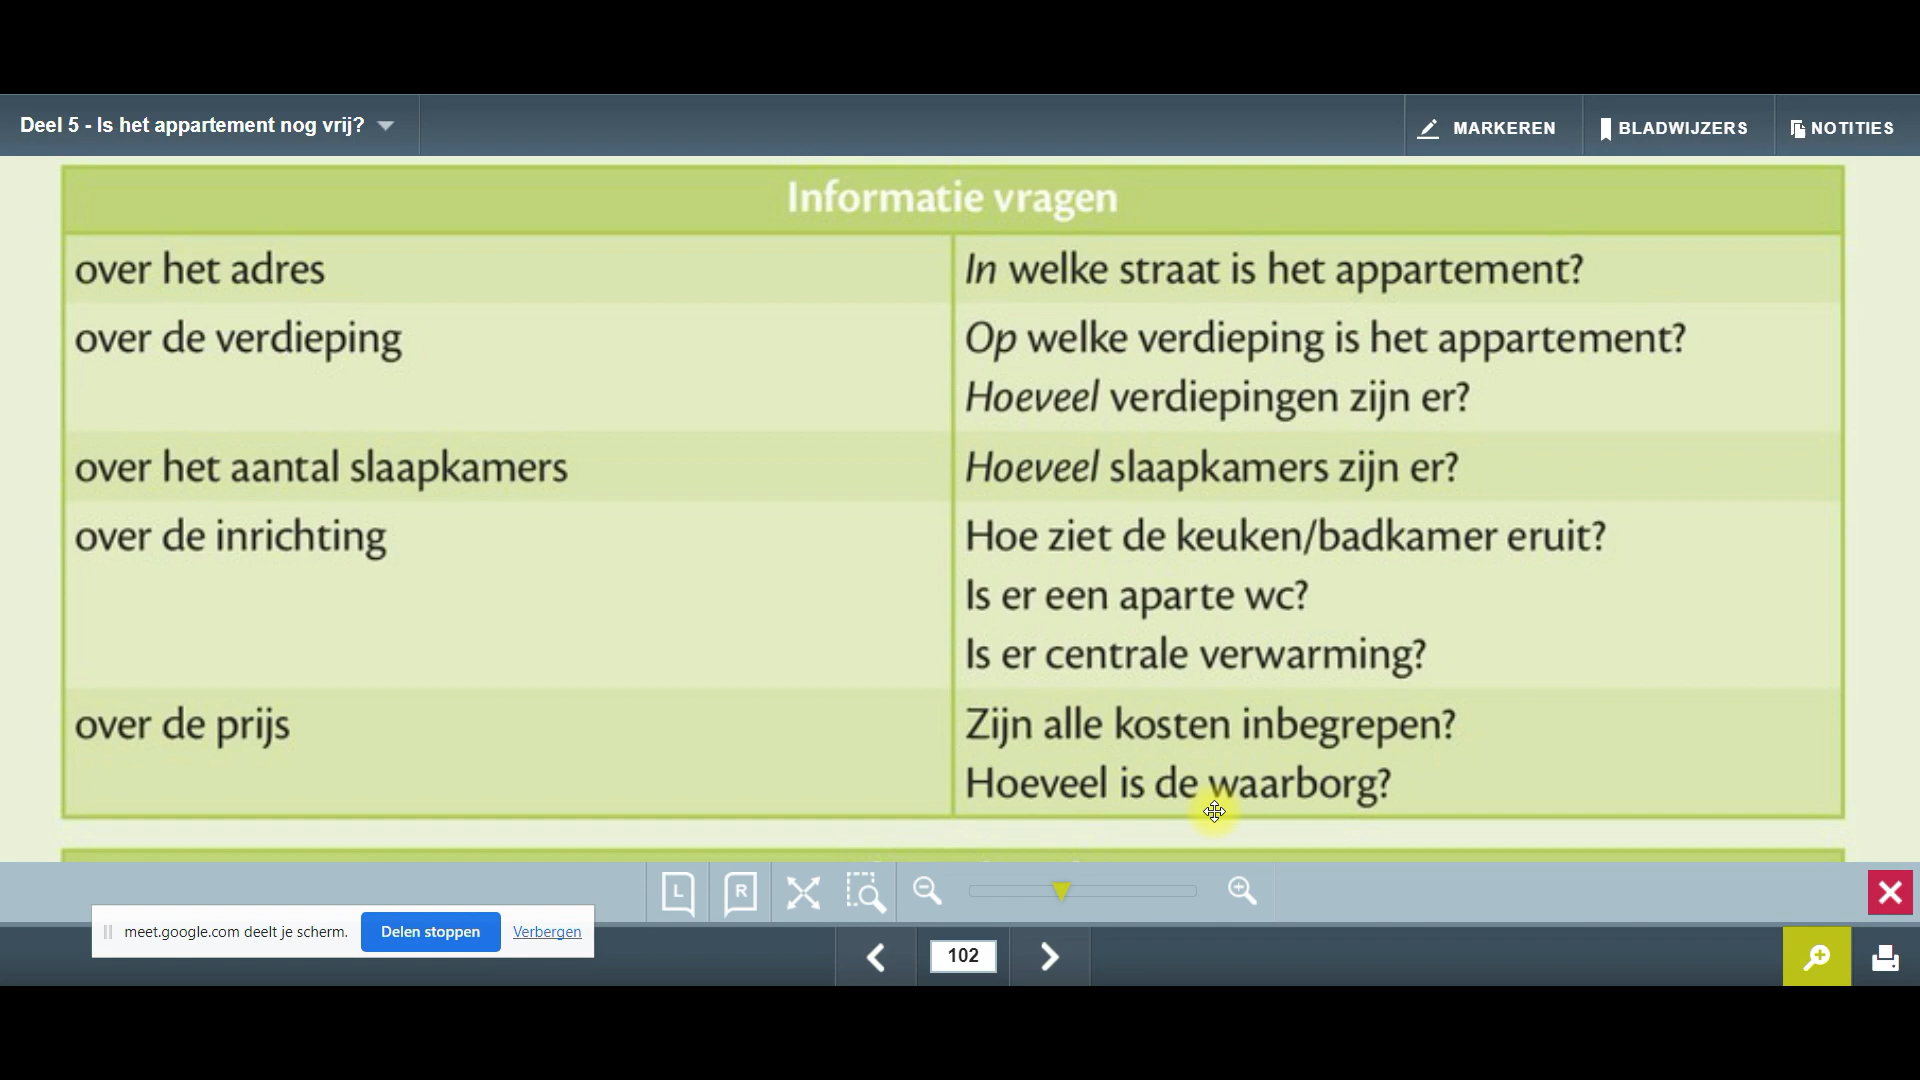 Deel 5 - Is het appartement nog vrij?
MARKEREN
BLADWIJZERS
NOTITIES
Informatie vragen
over het adres
In welke straat is het appartement?
over de verdieping
Op welke verdieping is het appartement?
Hoeveel verdiepingen zijn er?
over het aantal slaapkamers
Hoeveel slaapkamers zijn er?
over de inrichting
Hoe ziet de keuken/badkamer eruit?
Is er een aparte wc?
Is er centrale verwarming?
over de prijs
Zijn alle kosten inbegrepen?
Hoeveel is de waarborg?
L
R
meet.google.com deelt je scherm.
Delen stoppen
Verbergen
102